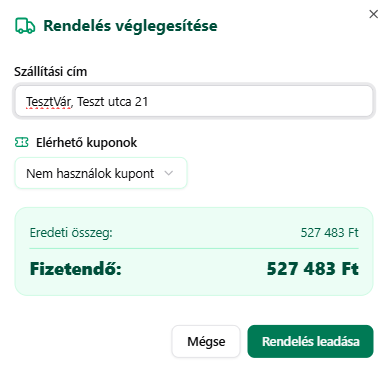 Rendelés véglegesítése
Szállítási cím
TesztVár, Teszt utca 21
Elérhető kuponok
Nem használok kupont
Eredeti összeg: 527 483 Ft
Fizetendő: 527 483 Ft
Mégse Rendelés leadása